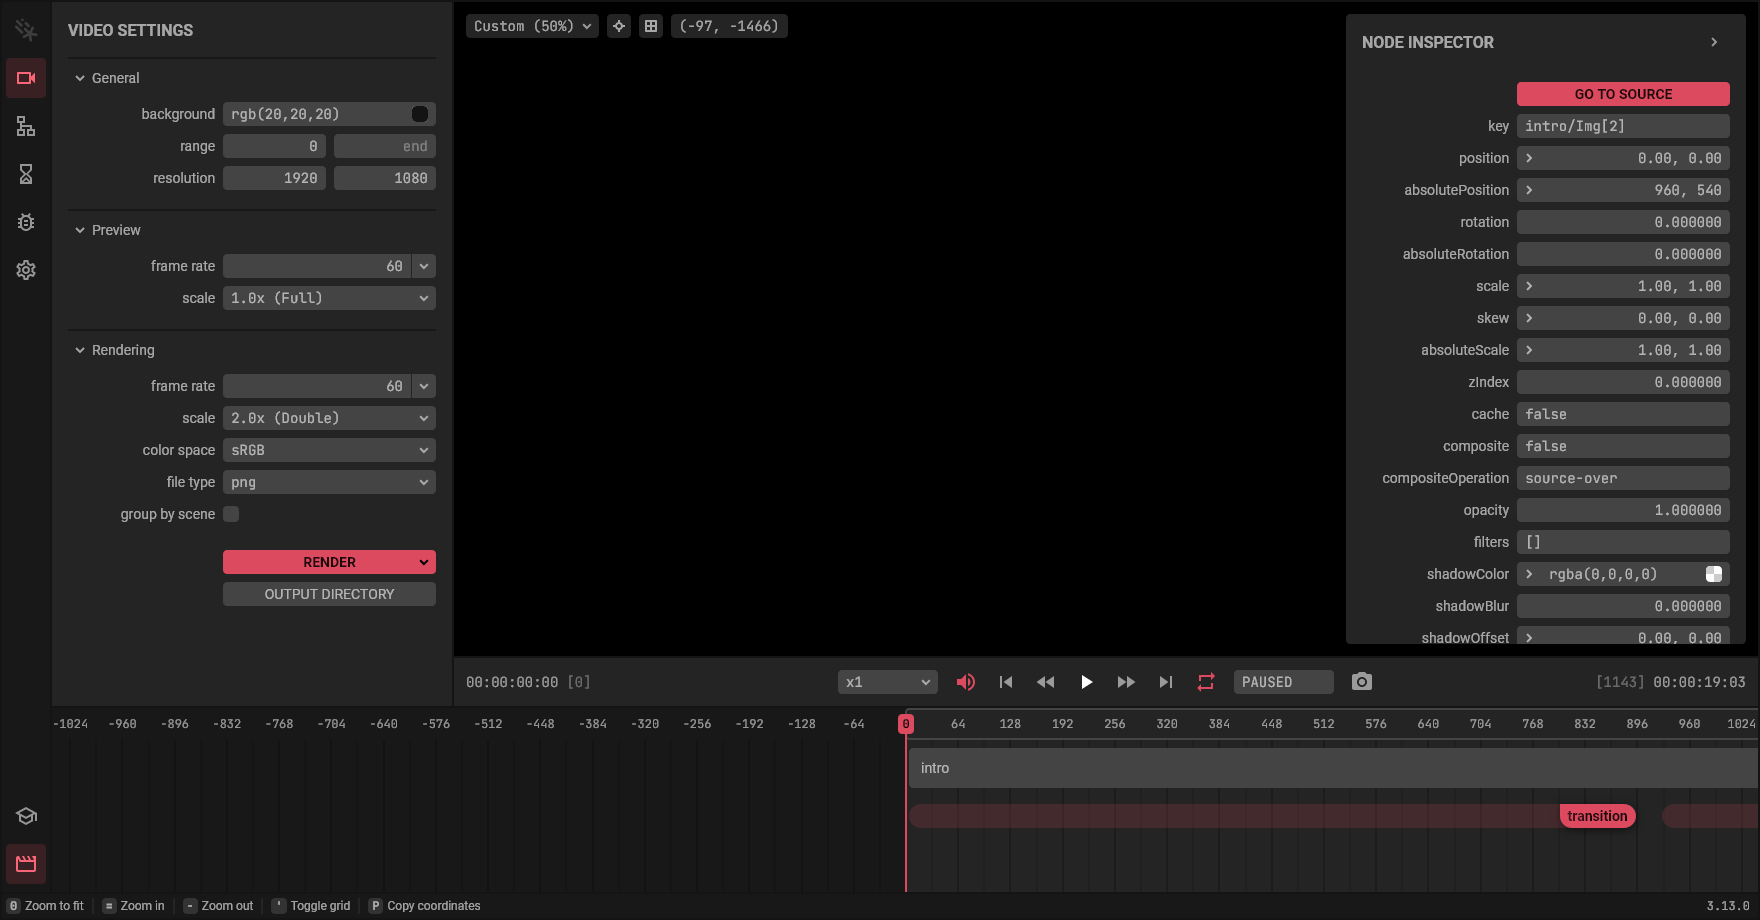 VIDEO SETTINGS
General
background rgb(20,20,20)
range 0 end
resolution 1920 1080
Preview
frame rate 60
scale 1.0x (Full)
Rendering
frame rate 60
scale 2.0x (Double)
color space sRGB
file type png
group by scene
RENDER
OUTPUT DIRECTORY
Custom (50%) (-97, -1466)
NODE INSPECTOR
GO TO SOURCE
key intro/Img[2]
position 0.00, 0.00
absolutePosition 960, 540
rotation 0.000000
absoluteRotation 0.000000
scale 1.00, 1.00
skew 0.00, 0.00
absoluteScale 1.00, 1.00
zIndex 0.000000
cache false
composite false
compositeOperation source-over
opacity 1.000000
filters []
shadowColor rgba(0,0,0,0)
shadowBlur 0.000000
shadowOffset 0.00, 0.00
00:00:00:00 [0] x1 PAUSED [1143] 00:00:19:03
-1024 -960 -896 -832 -768 -704 -640 -576 -512 -448 -384 -320 -256 -192 -128 -64 0 64 128 192 256 320 384 448 512 576 640 704 768 832 896 960 1024
intro
transition
0 Zoom to fit = Zoom in - Zoom out ' Toggle grid P Copy coordinates 3.13.0